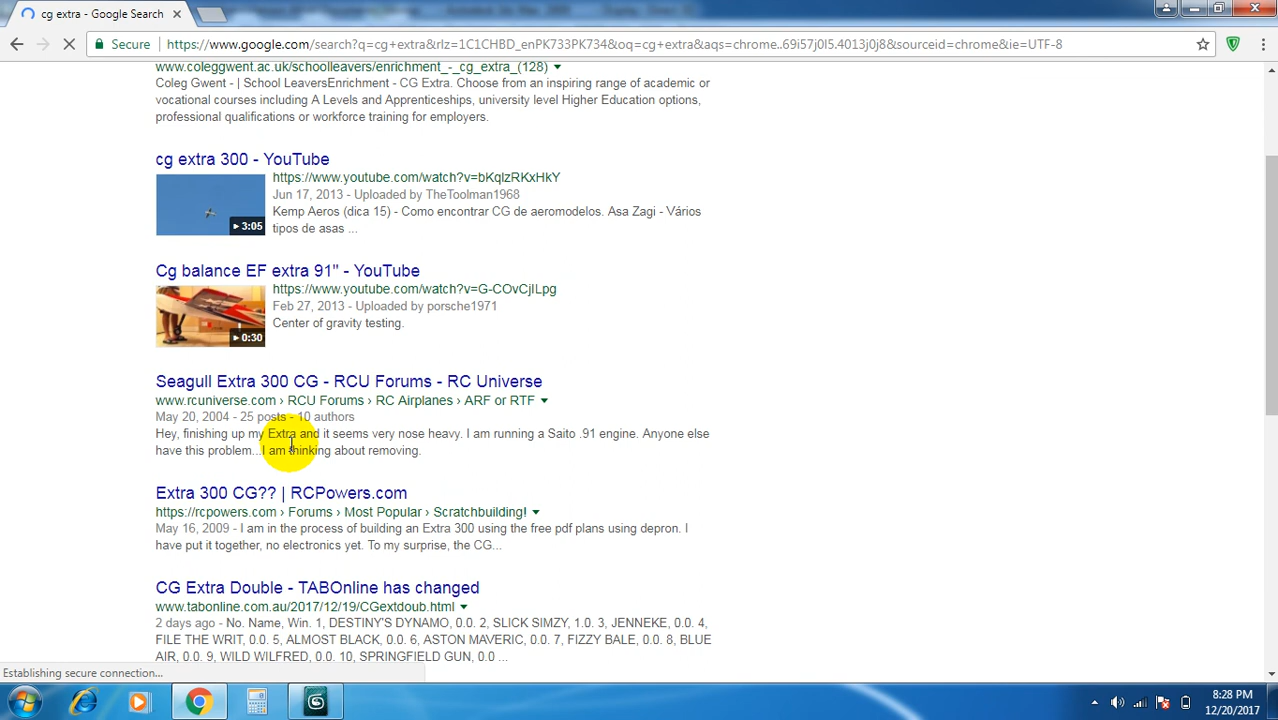 cg extra - Google Search
Secure
https://www.google.com/search?q=cg+extra&rlz=1C1CHBD_enPK733PK734&oq=cg+extra&aqs=chrome..69i57j0l5.4013j0j8&sourceid=chrome&ie=UTF-8
www.coleggwent.ac.uk/schoolleavers/enrichment_-_cg_extra_(128)
Coleg Gwent - | School LeaversEnrichment - CG Extra. Choose from an inspiring range of academic or
vocational courses including A Levels and Apprenticeships, university level Higher Education options,
professional qualifications or workforce training for employers.
cg extra 300 - YouTube
https://www.youtube.com/watch?v=bKqlzRKxHkY
Jun 17, 2013 - Uploaded by TheToolman1968
Kemp Aeros (dica 15) - Como encontrar CG de aeromodelos. Asa Zagi - Vários
tipos de asas ...
3:05
Cg balance EF extra 91" - YouTube
https://www.youtube.com/watch?v=G-COvCjILpg
Feb 27, 2013 - Uploaded by porsche1971
Center of gravity testing.
0:30
Seagull Extra 300 CG - RCU Forums - RC Universe
www.rcuniverse.com › RCU Forums › RC Airplanes › ARF or RTF
May 20, 2004 - 25 posts - 10 authors
Hey, finishing up my Extra and it seems very nose heavy. I am running a Saito .91 engine. Anyone else
have this problem...I am thinking about removing.
Extra 300 CG?? | RCPowers.com
https://rcpowers.com › Forums › Most Popular › Scratchbuilding!
May 16, 2009 - I am in the process of building an Extra 300 using the free pdf plans using depron. I
have put it together, no electronics yet. To my surprise, the CG...
CG Extra Double - TABOnline has changed
www.tabonline.com.au/2017/12/19/CGextdoub.html
2 days ago - No. Name, Win. 1, DESTINY'S DYNAMO, 0.0. 2, SLICK SIMZY, 1.0. 3, JENNEKE, 0.0. 4,
FILE THE WRIT, 0.0. 5, ALMOST BLACK, 0.0. 6, ASTON MAVERIC, 0.0. 7, FIZZY BALE, 0.0. 8, BLUE
AIR, 0.0. 9, WILD WILFRED, 0.0. 10, SPRINGFIELD GUN, 0.0 ...
Establishing secure connection...
8:28 PM
12/20/2017